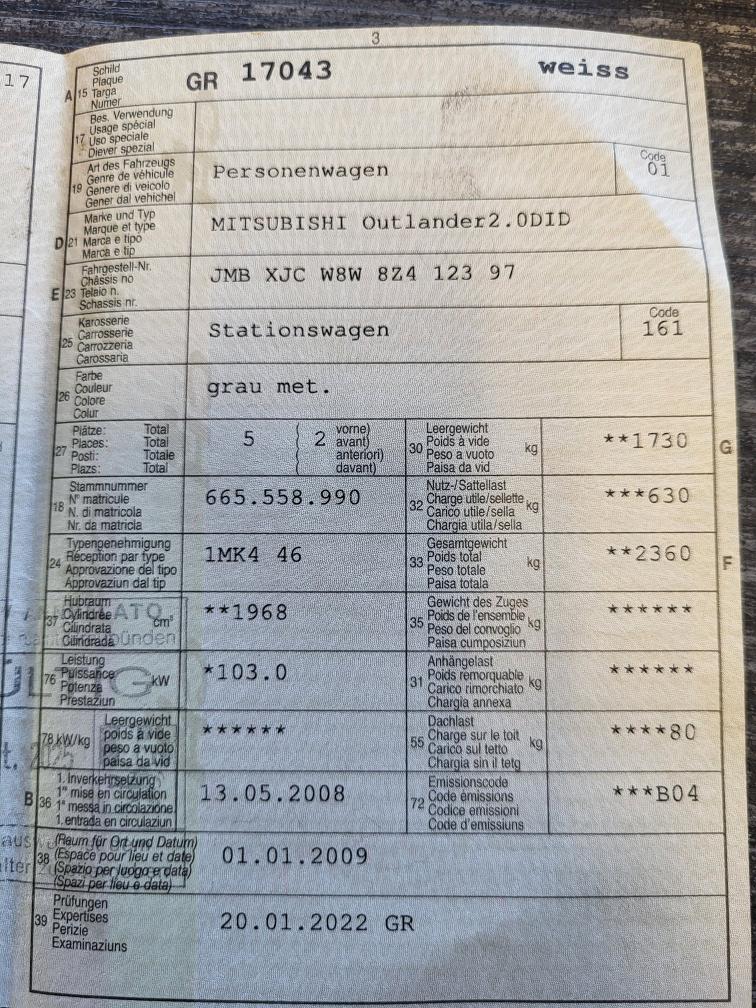 3
17
A 15 Schild
Plaque
Targa
Numer
GR 17043 weiss
17 Bes. Verwendung
Usage spécial
Uso speciale
Diever spezial
19 Art des Fahrzeugs
Genre de véhicule
Genere di veicolo
Gener dal vehichel
Personenwagen
Code
01
D 21 Marke und Typ
Marque et type
Marca e tipo
Marca e tip
MITSUBISHI Outlander2.0DID
E 23 Fahrgestell-Nr.
Châssis no
Telaio n.
Schassis nr.
JMB XJC W8W 8Z4 123 97
25 Karosserie
Carrosserie
Carrozzeria
Carossaria
Stationswagen
Code
161
26 Farbe
Couleur
Colore
Colur
grau met.
27 Plätze: Total
Places: Total
Posti: Totale
Plazs: Total
5 ( 2 vorne)
avant)
anteriori)
davant)
30 Leergewicht
Poids à vide
Peso a vuoto
Paisa da vid
kg
**1730 G
18 Stammnummer
N° matricule
N. di matricola
Nr. da matricla
665.558.990
32 Nutz-/Sattellast
Charge utile/sellette
Carico utile/sella
Chargia utila/sella
kg
***630
24 Typengenehmigung
Réception par type
Approvazione del tipo
Approvaziun dal tip
1MK4 46
33 Gesamtgewicht
Poids total
Peso totale
Paisa totala
kg
**2360 F
37 Hubraum
Cylindrée
Cilindrata
Cilindrada
cm³
**1968
35 Gewicht des Zuges
Poids de l'ensemble
Peso del convoglio
Paisa cumposiziun
kg
******
76 Leistung
Puissance
Potenza
Prestaziun
kW
*103.0
31 Anhängelast
Poids remorquable
Carico rimorchiato
Chargia annexa
kg
******
78 kW/kg Leergewicht
poids à vide
peso a vuoto
paisa da vid
******
55 Dachlast
Charge sur le toit
Carico sul tetto
Chargia sin il tetg
kg
****80
B 36 1. Inverkehrsetzung
1re mise en circulation
1a messa in circolazione
1. entrada en circulaziun
13.05.2008
72 Emissionscode
Code émissions
Codice emissioni
Code d'emissiuns
***B04
38 (Raum für Ort und Datum)
(Espace pour lieu et date)
(Spazio per luogo e data)
(Spazi per lieu e data)
01.01.2009
39 Prüfungen
Expertises
Perizie
Examinaziuns
20.01.2022 GR